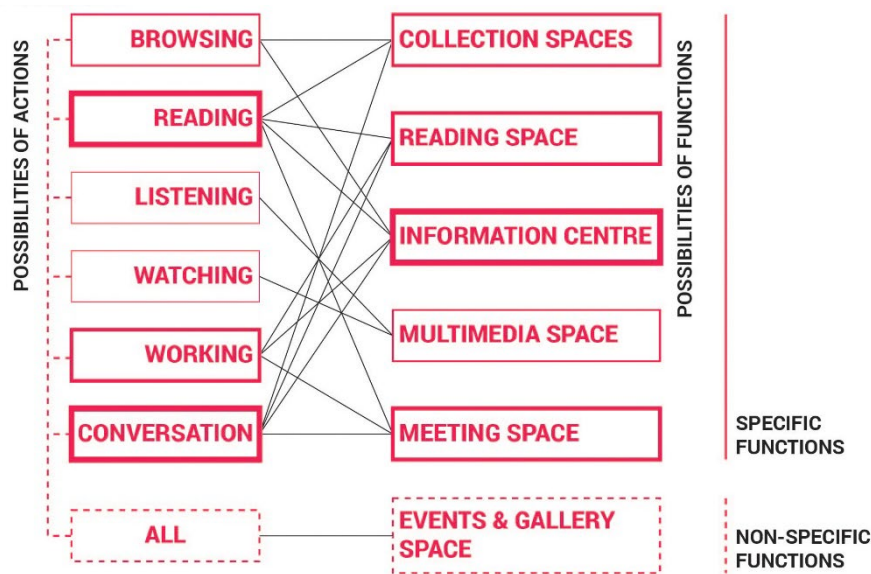 POSSIBILITIES OF ACTIONS
BROWSING
READING
LISTENING
WATCHING
WORKING
CONVERSATION
ALL
COLLECTION SPACES
READING SPACE
INFORMATION CENTRE
MULTIMEDIA SPACE
MEETING SPACE
EVENTS & GALLERY
SPACE
POSSIBILITIES OF FUNCTIONS
SPECIFIC
FUNCTIONS
NON-SPECIFIC
FUNCTIONS